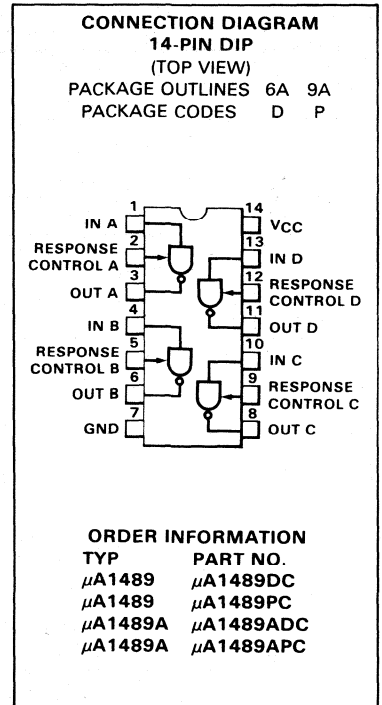 CONNECTION DIAGRAM
14-PIN DIP
(TOP VIEW)
PACKAGE OUTLINES 6A 9A
PACKAGE CODES D P
1
IN A
2
RESPONSE
CONTROL A
3
OUT A
4
IN B
5
RESPONSE
CONTROL B
6
OUT B
7
GND
14
VCC
13
IN D
12
RESPONSE
CONTROL D
11
OUT D
10
IN C
9
RESPONSE
CONTROL C
8
OUT C
ORDER INFORMATION
TYP PART NO.
μA1489 μA1489DC
μA1489 μA1489PC
μA1489A μA1489ADC
μA1489A μA1489APC